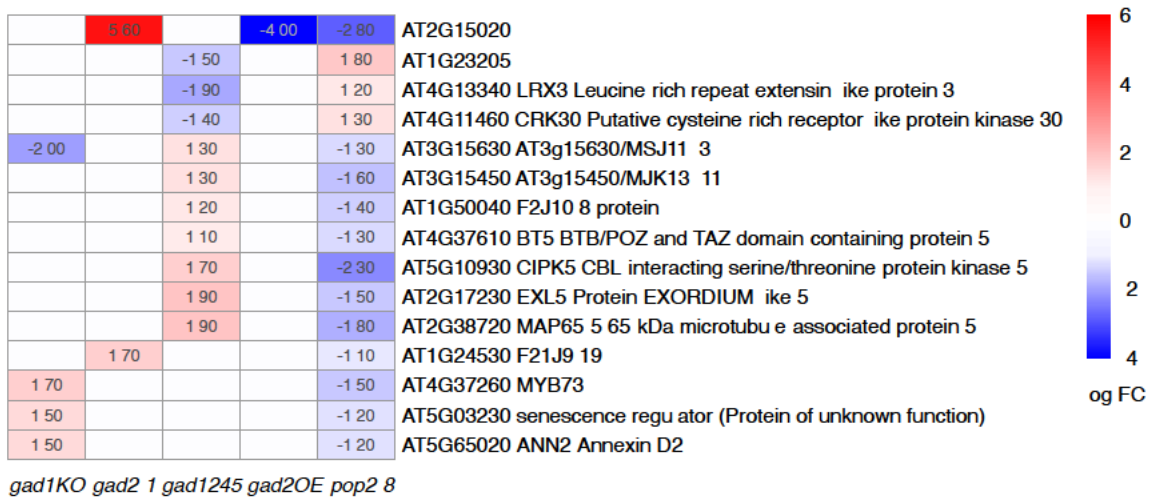 5 60 -4 00 -2 80 AT2G15020
-1 50 1 80 AT1G23205
-1 90 1 20 AT4G13340 LRX3 Leucine rich repeat extensin ike protein 3
-1 40 1 30 AT4G11460 CRK30 Putative cysteine rich receptor ike protein kinase 30
-2 00 1 30 -1 30 AT3G15630 AT3g15630/MSJ11 3
1 30 -1 60 AT3G15450 AT3g15450/MJK13 11
1 20 -1 40 AT1G50040 F2J10 8 protein
1 10 -1 30 AT4G37610 BT5 BTB/POZ and TAZ domain containing protein 5
1 70 -2 30 AT5G10930 CIPK5 CBL interacting serine/threonine protein kinase 5
1 90 -1 50 AT2G17230 EXL5 Protein EXORDIUM ike 5
1 90 -1 80 AT2G38720 MAP65 5 65 kDa microtubu e associated protein 5
1 70 -1 10 AT1G24530 F21J9 19
1 70 -1 50 AT4G37260 MYB73
1 50 -1 20 AT5G03230 senescence regu ator (Protein of unknown function)
1 50 -1 20 AT5G65020 ANN2 Annexin D2
gad1KO gad2 1 gad1245 gad2OE pop2 8
6
4
2
0
2
4
og FC